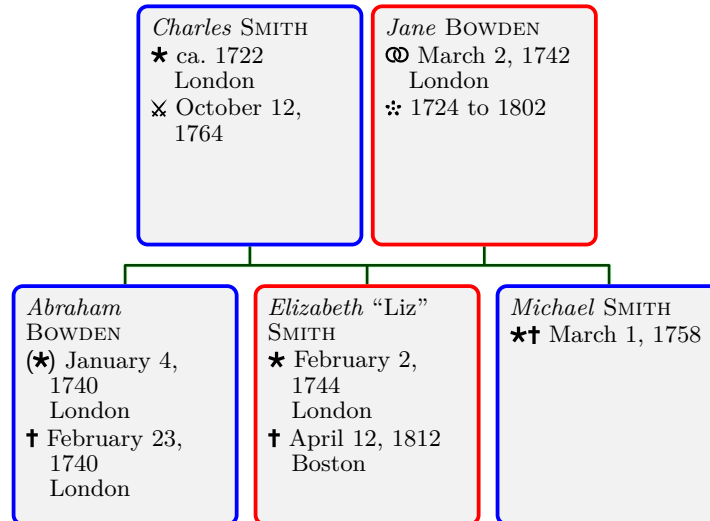 Charles SMITH
* ca. 1722
London
⚔ October 12,
1764
Jane BOWDEN
⚭ March 2, 1742
London
⁘ 1724 to 1802
Abraham
BOWDEN
(*) January 4,
1740
London
† February 23,
1740
London
Elizabeth “Liz”
SMITH
* February 2,
1744
London
† April 12, 1812
Boston
Michael SMITH
*† March 1, 1758